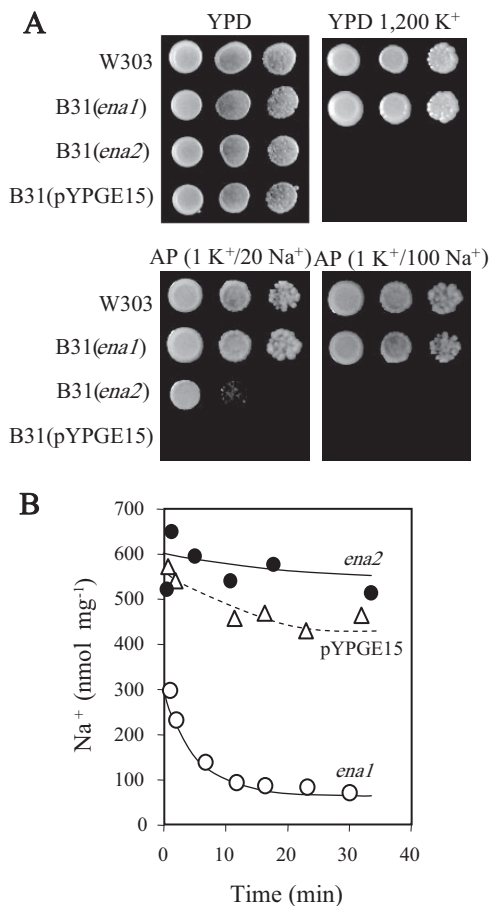 A
YPD YPD 1,200 K⁺
W303
B31(ena1)
B31(ena2)
B31(pYPGE15)
AP (1 K⁺/20 Na⁺) AP (1 K⁺/100 Na⁺)
W303
B31(ena1)
B31(ena2)
B31(pYPGE15)
B
Na⁺ (nmol mg⁻¹)
700
600
500
400
300
200
100
0
ena2
pYPGE15
ena1
0 10 20 30 40
Time (min)